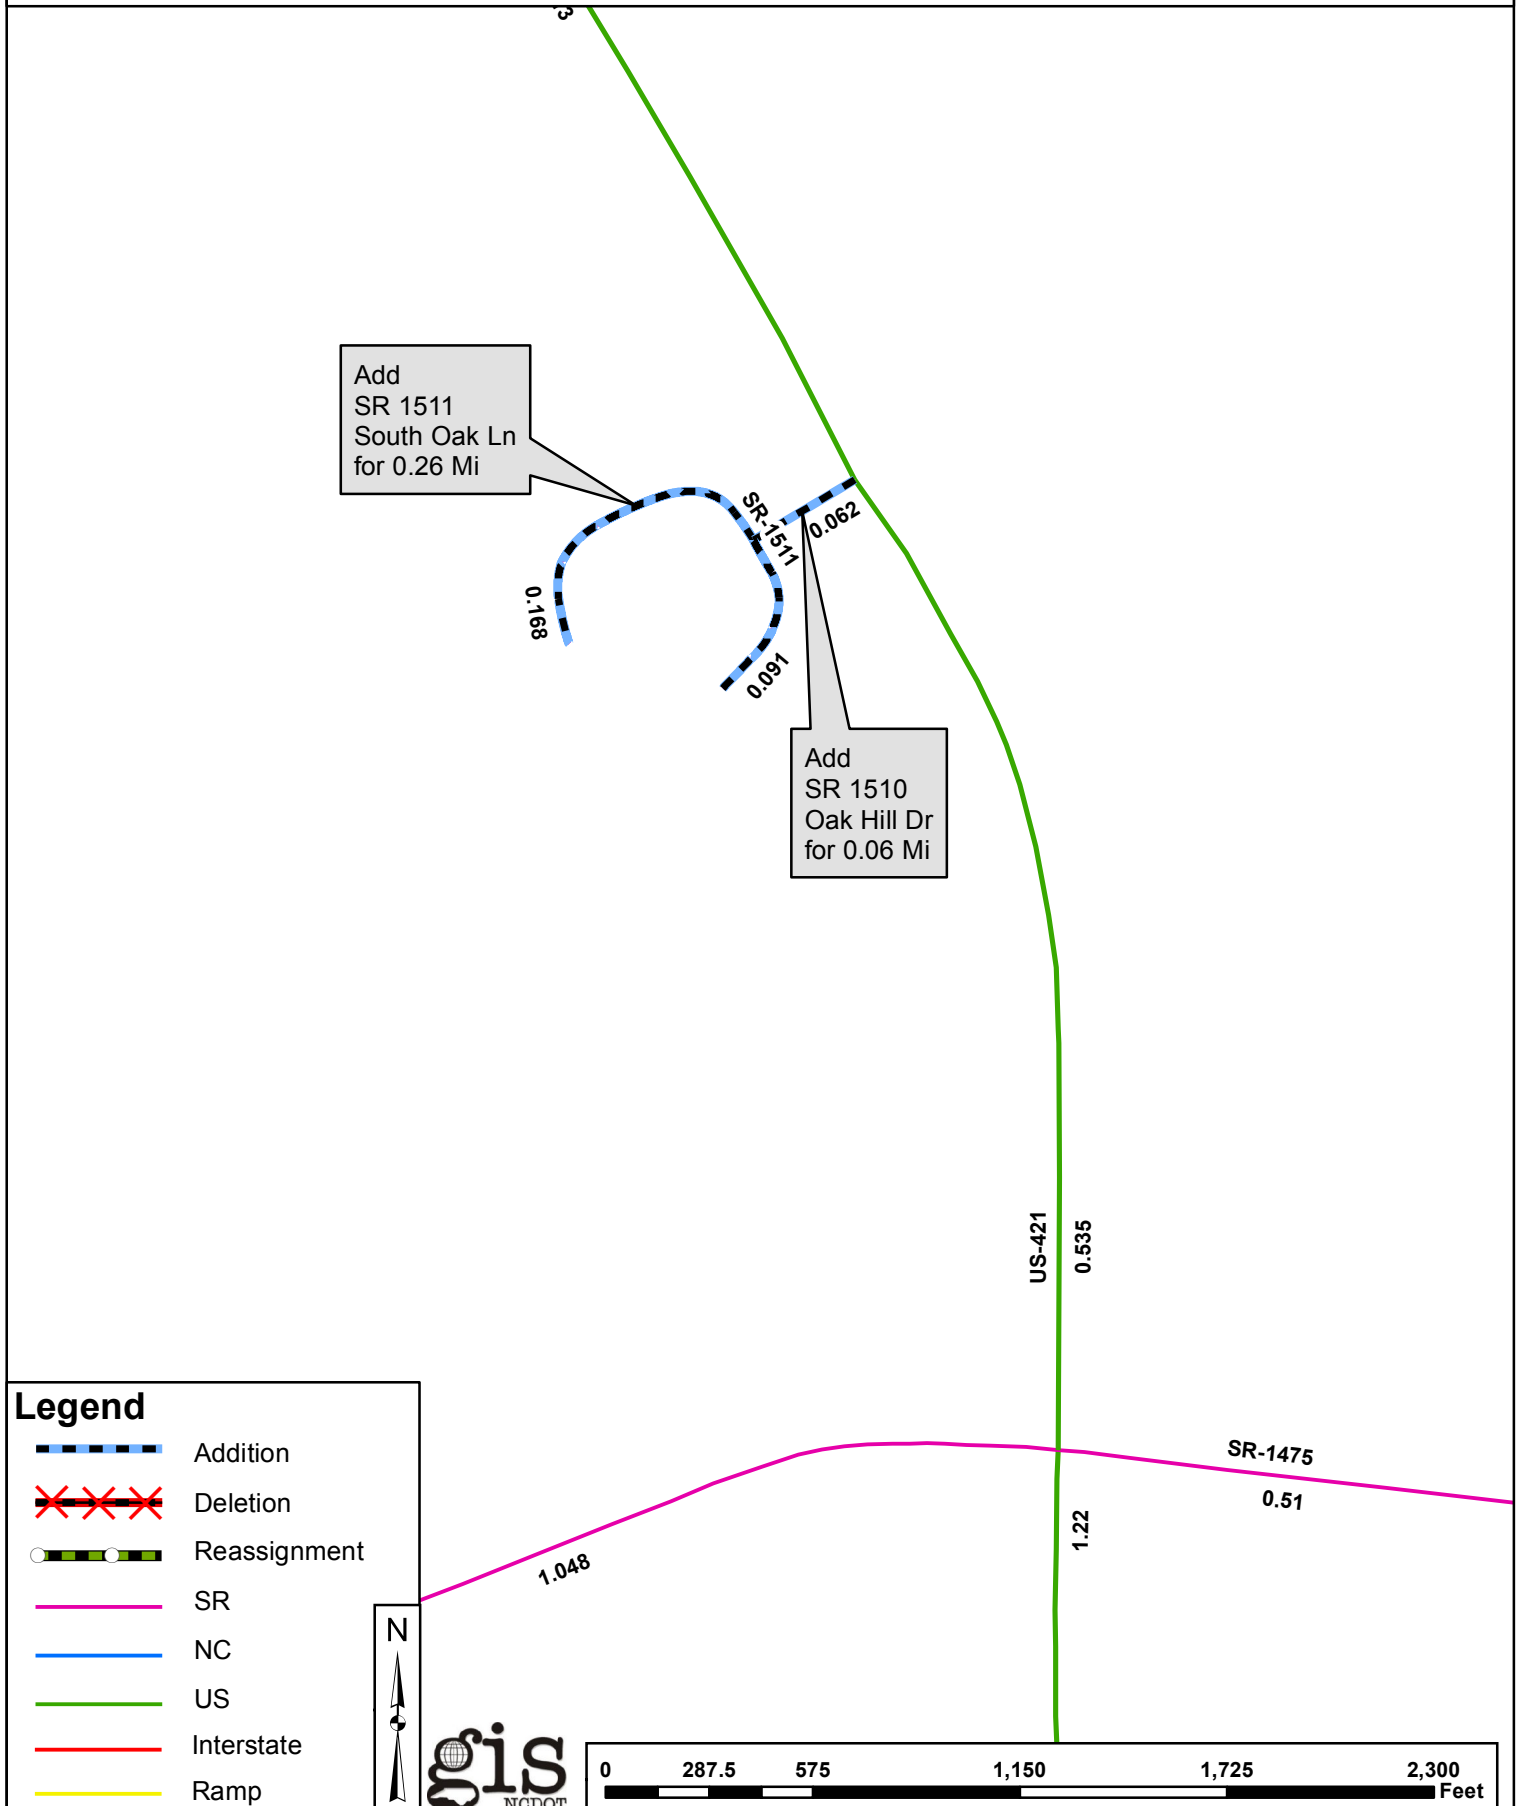 Add
SR 1511
South Oak Ln
for 0.26 Mi
SR-1511
0.062
0.168
0.091
Add
SR 1510
Oak Hill Dr
for 0.06 Mi
US-421
0.535
SR-1475
0.51
1.22
1.048
Legend
Addition
Deletion
Reassignment
SR
NC
US
Interstate
Ramp
N
gis
NCDOT
0 287.5 575 1,150 1,725 2,300
Feet